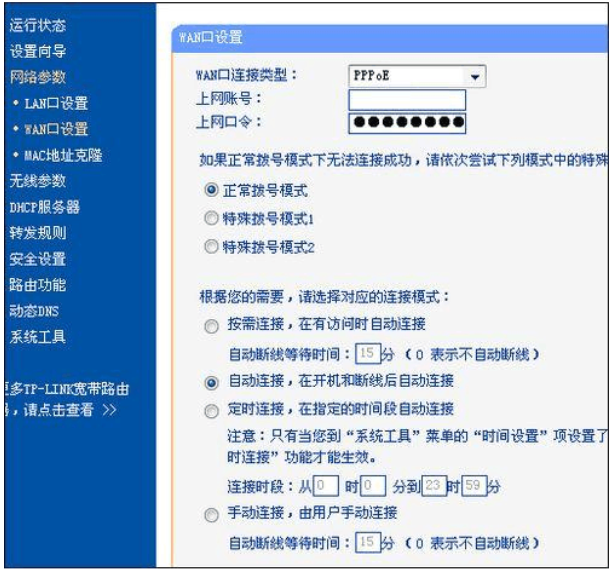 运行状态
设置向导
网络参数
• LAN口设置
• WAN口设置
• MAC地址克隆
无线参数
DHCP服务器
转发规则
安全设置
路由功能
动态DNS
系统工具
更多TP-LINK宽带路由
器，请点击查看 >>
WAN口设置
WAN口连接类型： PPPoE
上网账号：
上网口令： ●●●●●●●●
如果正常拨号模式下无法连接成功，请依次尝试下列模式中的特殊
正常拨号模式
特殊拨号模式1
特殊拨号模式2
根据您的需要，请选择对应的连接模式：
按需连接，在有访问时自动连接
自动断线等待时间： 15 分 （0 表示不自动断线）
自动连接，在开机和断线后自动连接
定时连接，在指定的时间段自动连接
注意：只有当您到“系统工具”菜单的“时间设置”项设置了
时连接”功能才能生效。
连接时段：从 0 时 0 分到 23 时 59 分
手动连接，由用户手动连接
自动断线等待时间： 15 分 （0 表示不自动断线）